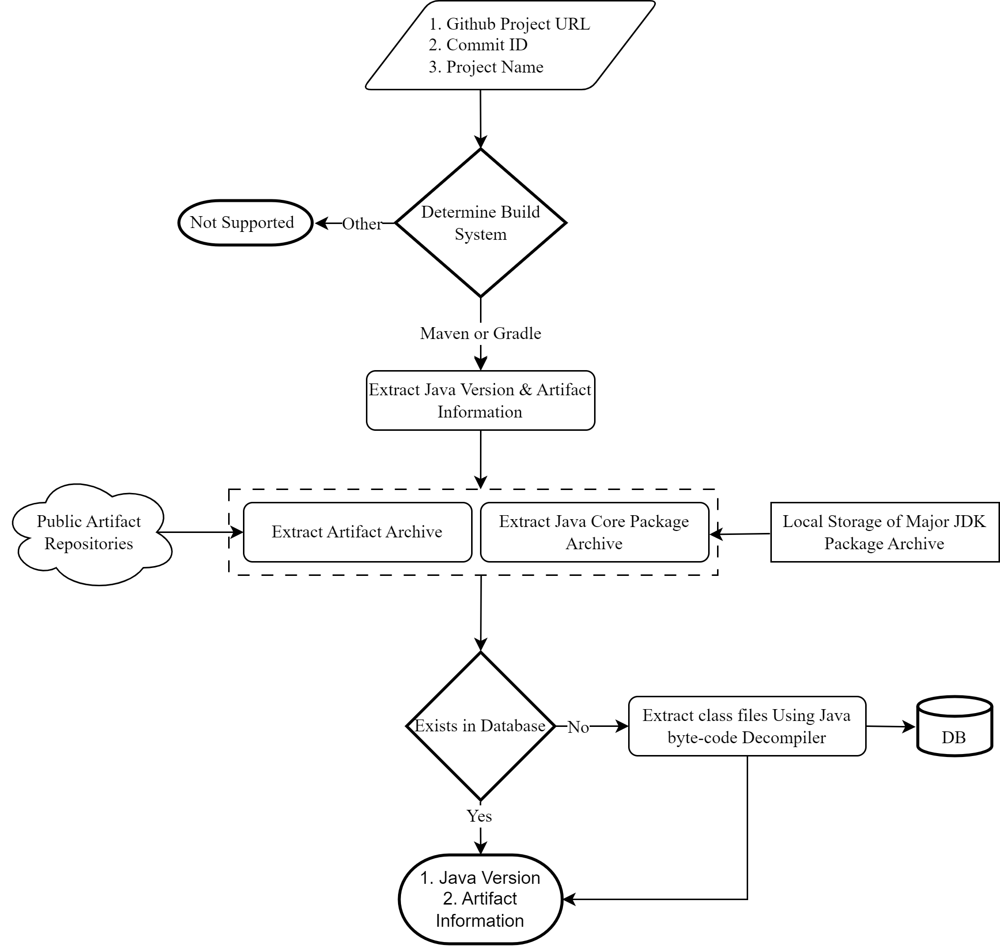 1. Github Project URL
2. Commit ID
3. Project Name
Determine Build
System
Other
Not Supported
Maven or Gradle
Extract Java Version & Artifact
Information
Public Artifact
Repositories
Extract Artifact Archive
Extract Java Core Package
Archive
Local Storage of Major JDK
Package Archive
Exists in Database
No
Extract class files Using Java
byte-code Decompiler
DB
Yes
1. Java Version
2. Artifact
Information